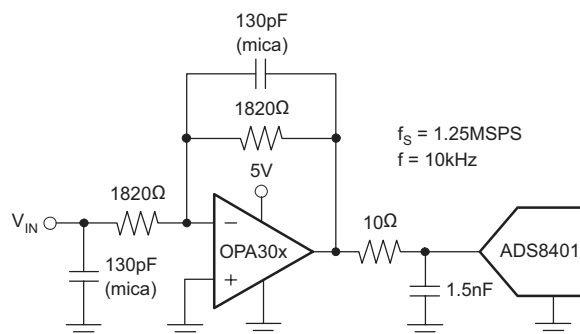 130pF
(mica)
1820Ω
5V
f_S = 1.25MSPS
f = 10kHz
1820Ω
V_IN
−
+
OPA30x
10Ω
ADS8401
130pF
(mica)
1.5nF